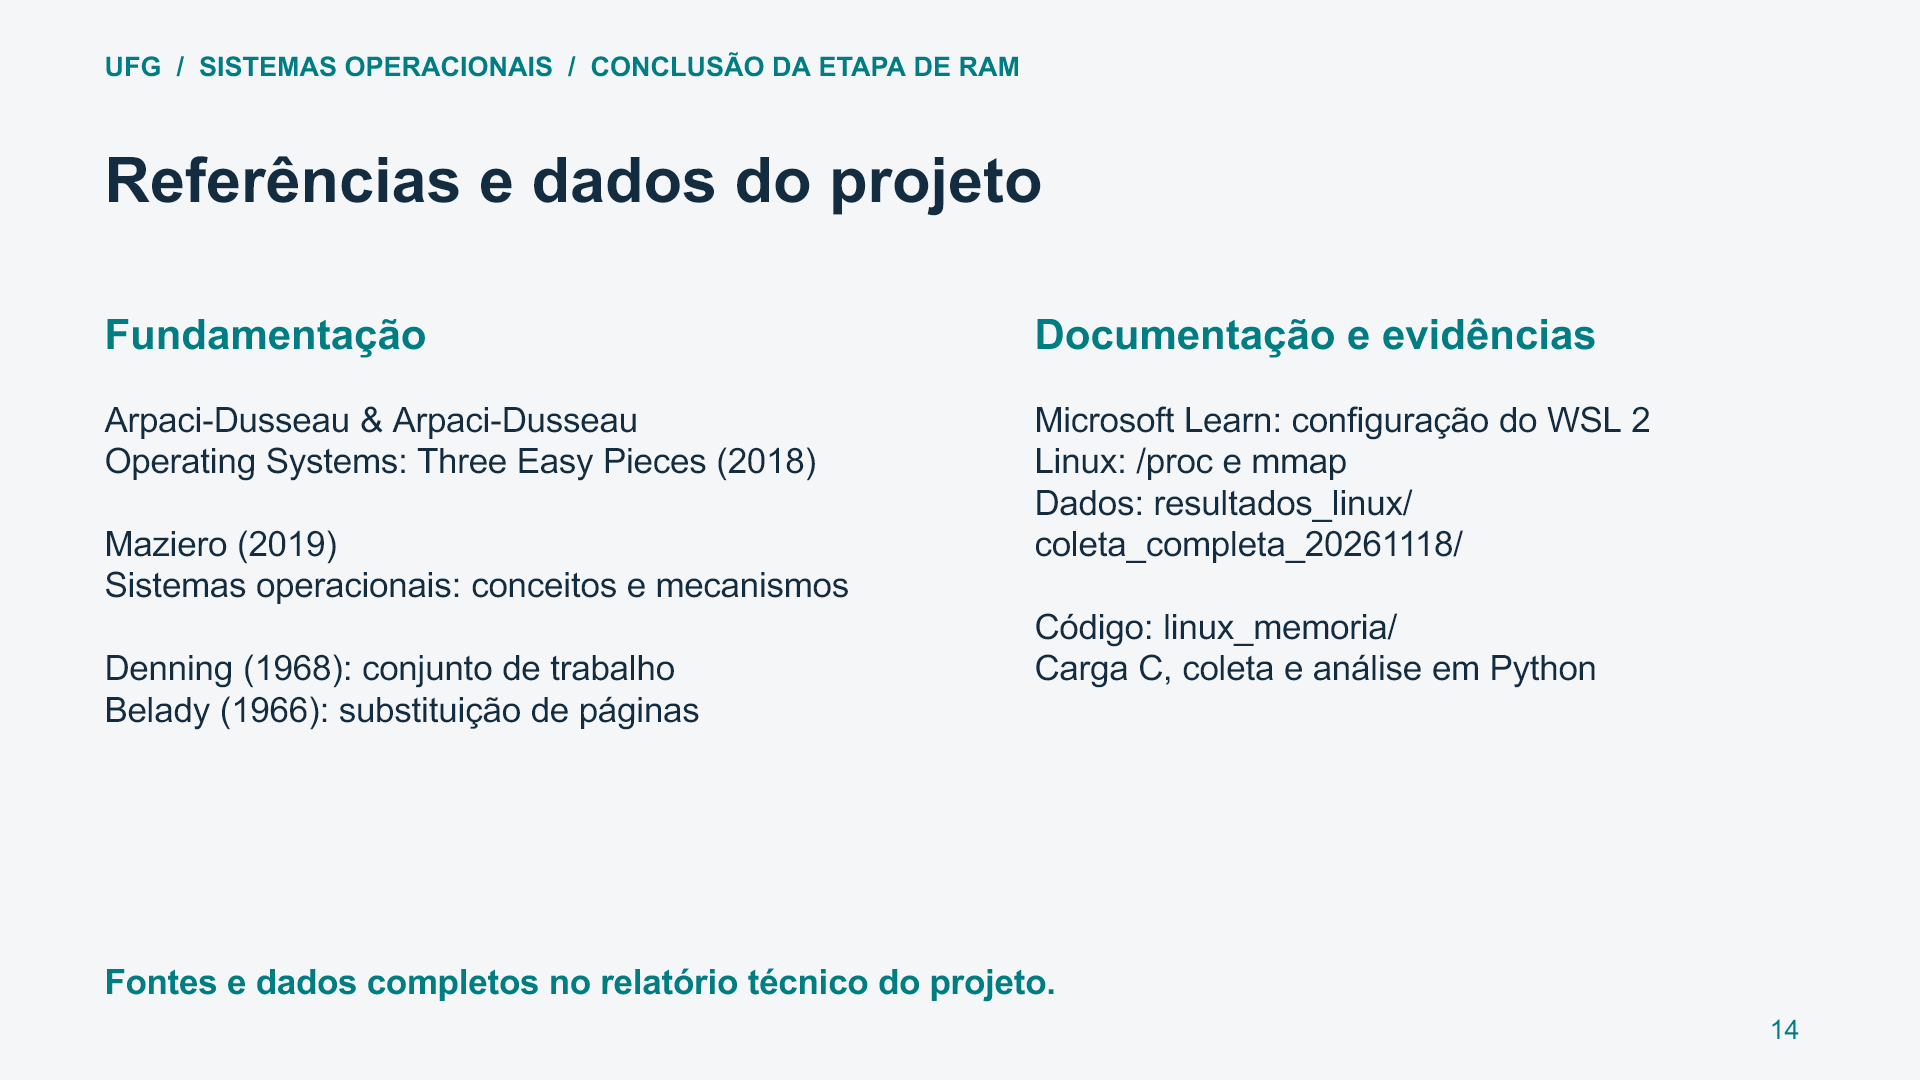 UFG / SISTEMAS OPERACIONAIS / CONCLUSÃO DA ETAPA DE RAM
Referências e dados do projeto
Fundamentação
Arpaci-Dusseau & Arpaci-Dusseau
Operating Systems: Three Easy Pieces (2018)
Maziero (2019)
Sistemas operacionais: conceitos e mecanismos
Denning (1968): conjunto de trabalho
Belady (1966): substituição de páginas
Documentação e evidências
Microsoft Learn: configuração do WSL 2
Linux: /proc e mmap
Dados: resultados_linux/
coleta_completa_20261118/
Código: linux_memoria/
Carga C, coleta e análise em Python
Fontes e dados completos no relatório técnico do projeto.
14